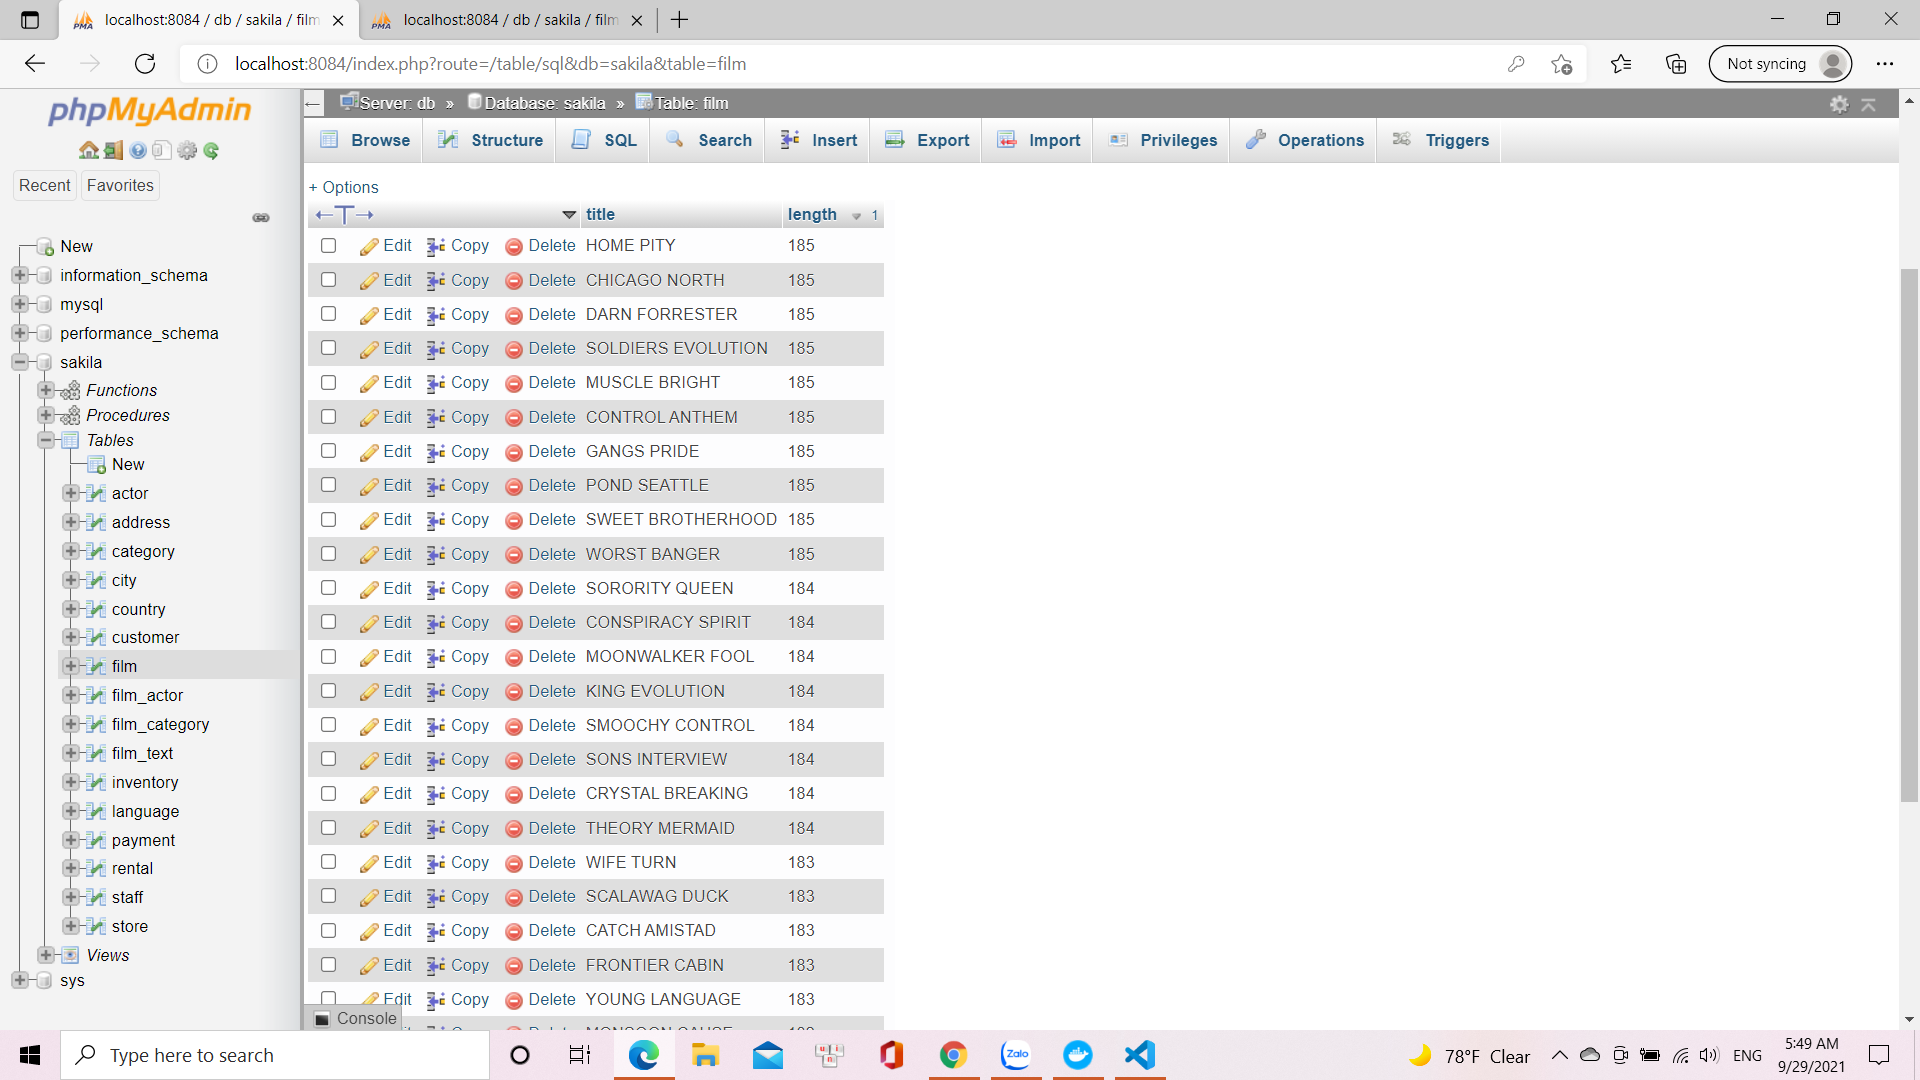 localhost:8084 / db / sakila / film
localhost:8084 / db / sakila / film
localhost:8084/index.php?route=/table/sql&db=sakila&table=film
Not syncing
phpMyAdmin
Recent
Favorites
New
information_schema
mysql
performance_schema
sakila
Functions
Procedures
Tables
New
actor
address
category
city
country
customer
film
film_actor
film_category
film_text
inventory
language
payment
rental
staff
store
Views
sys
Server: db » Database: sakila » Table: film
Browse Structure SQL Search Insert Export Import Privileges Operations Triggers
+ Options
title length 1
Edit Copy Delete HOME PITY 185
Edit Copy Delete CHICAGO NORTH 185
Edit Copy Delete DARN FORRESTER 185
Edit Copy Delete SOLDIERS EVOLUTION 185
Edit Copy Delete MUSCLE BRIGHT 185
Edit Copy Delete CONTROL ANTHEM 185
Edit Copy Delete GANGS PRIDE 185
Edit Copy Delete POND SEATTLE 185
Edit Copy Delete SWEET BROTHERHOOD 185
Edit Copy Delete WORST BANGER 185
Edit Copy Delete SORORITY QUEEN 184
Edit Copy Delete CONSPIRACY SPIRIT 184
Edit Copy Delete MOONWALKER FOOL 184
Edit Copy Delete KING EVOLUTION 184
Edit Copy Delete SMOOCHY CONTROL 184
Edit Copy Delete SONS INTERVIEW 184
Edit Copy Delete CRYSTAL BREAKING 184
Edit Copy Delete THEORY MERMAID 184
Edit Copy Delete WIFE TURN 183
Edit Copy Delete SCALAWAG DUCK 183
Edit Copy Delete CATCH AMISTAD 183
Edit Copy Delete FRONTIER CABIN 183
Edit Copy Delete YOUNG LANGUAGE 183
Console
Type here to search
Zalo
78°F Clear
ENG
5:49 AM
9/29/2021